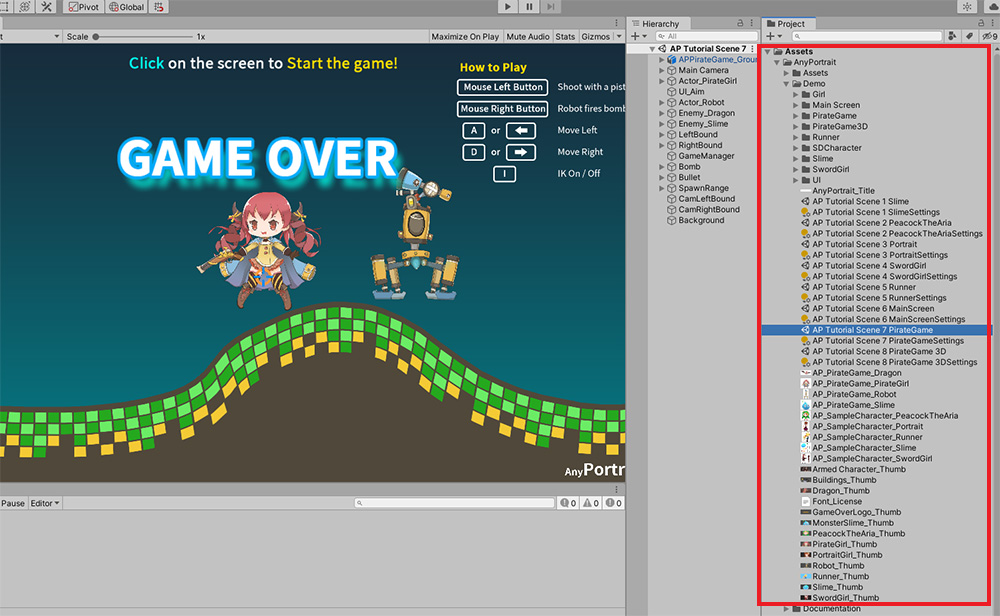 Pivot
Global
Scale
1x
Maximize On Play
Mute Audio
Stats
Gizmos
Click on the screen to Start the game!
How to Play
Mouse Left Button
Shoot with a pist
Mouse Right Button
Robot fires bomb
A or
Move Left
D or
Move Right
I
IK On / Off
GAME OVER
AnyPortr
Pause
Editor
0
0
0
Hierarchy
All
AP Tutorial Scene 7
APPirateGame_Groun
Main Camera
Actor_PirateGirl
UI_Aim
Actor_Robot
Enemy_Dragon
Enemy_Slime
LeftBound
RightBound
GameManager
Bomb
Bullet
SpawnRange
CamLeftBound
CamRightBound
Background
Project
9
Assets
AnyPortrait
Assets
Demo
Girl
Main Screen
PirateGame
PirateGame3D
Runner
SDCharacter
Slime
SwordGirl
UI
AnyPortrait_Title
AP Tutorial Scene 1 Slime
AP Tutorial Scene 1 SlimeSettings
AP Tutorial Scene 2 PeacockTheAria
AP Tutorial Scene 2 PeacockTheAriaSettings
AP Tutorial Scene 3 Portrait
AP Tutorial Scene 3 PortraitSettings
AP Tutorial Scene 4 SwordGirl
AP Tutorial Scene 4 SwordGirlSettings
AP Tutorial Scene 5 Runner
AP Tutorial Scene 5 RunnerSettings
AP Tutorial Scene 6 MainScreen
AP Tutorial Scene 6 MainScreenSettings
AP Tutorial Scene 7 PirateGame
AP Tutorial Scene 7 PirateGameSettings
AP Tutorial Scene 8 PirateGame 3D
AP Tutorial Scene 8 PirateGame 3DSettings
AP_PirateGame_Dragon
AP_PirateGame_PirateGirl
AP_PirateGame_Robot
AP_PirateGame_Slime
AP_SampleCharacter_PeacockTheAria
AP_SampleCharacter_Portrait
AP_SampleCharacter_Runner
AP_SampleCharacter_Slime
AP_SampleCharacter_SwordGirl
Armed Character_Thumb
Buildings_Thumb
Dragon_Thumb
Font_License
GameOverLogo_Thumb
MonsterSlime_Thumb
PeacockTheAria_Thumb
PirateGirl_Thumb
PortraitGirl_Thumb
Robot_Thumb
Runner_Thumb
Slime_Thumb
SwordGirl_Thumb
Documentation